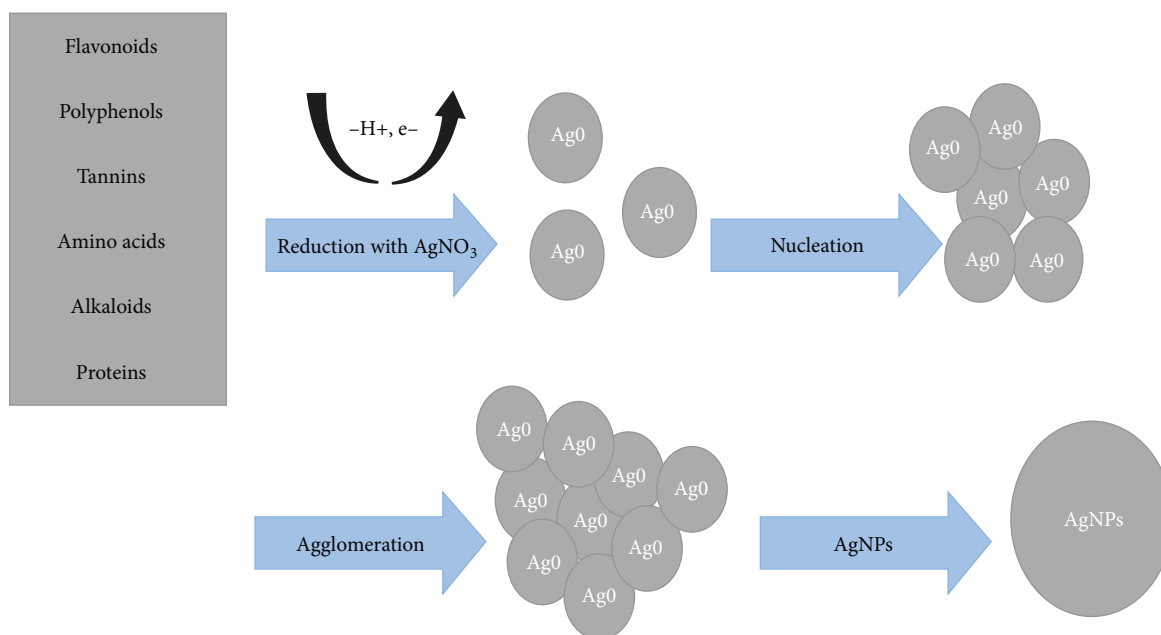 Flavonoids
Polyphenols
Tannins
Amino acids
Alkaloids
Proteins
–H+, e–
Reduction with AgNO₃
Ag0
Ag0
Ag0
Nucleation
Ag0
Ag0
Ag0
Ag0
Ag0
Ag0
Agglomeration
Ag0
Ag0
Ag0
Ag0
Ag0
Ag0
Ag0
Ag0
Ag0
AgNPs
AgNPs